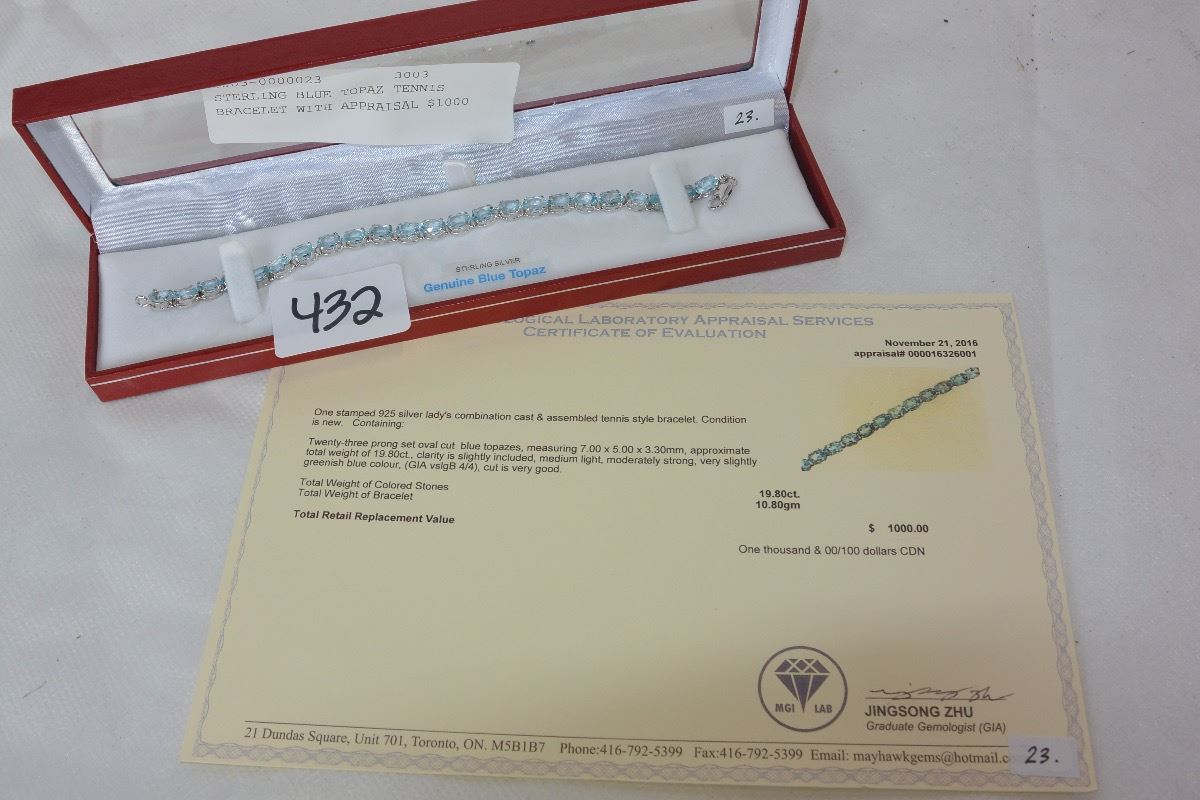 -0000023 3003
STERLING BLUE TOPAZ TENNIS
BRACELET WITH APPRAISAL $1000
23.
STERLING SILVER
Genuine Blue Topaz
432
LABORATORY APPRAISAL SERVICES
CERTIFICATE OF EVALUATION
November 21, 2016
appraisal# 000016326001
One stamped 925 silver lady's combination cast & assembled tennis style bracelet. Condition
is new. Containing:
Twenty-three prong set oval cut blue topazes, measuring 7.00 x 5.00 x 3.30mm, approximate
total weight of 19.80ct., clarity is slightly included, medium light, moderately strong, very slightly
greenish blue colour, (GIA vslgB 4/4), cut is very good.
Total Weight of Colored Stones 19.80ct.
Total Weight of Bracelet 10.80gm
Total Retail Replacement Value $ 1000.00
One thousand & 00/100 dollars CDN
MGI LAB
JINGSONG ZHU
Graduate Gemologist (GIA)
21 Dundas Square, Unit 701, Toronto, ON. M5B1B7 Phone:416-792-5399 Fax:416-792-5399 Email: mayhawkgems@hotmail.c
23.